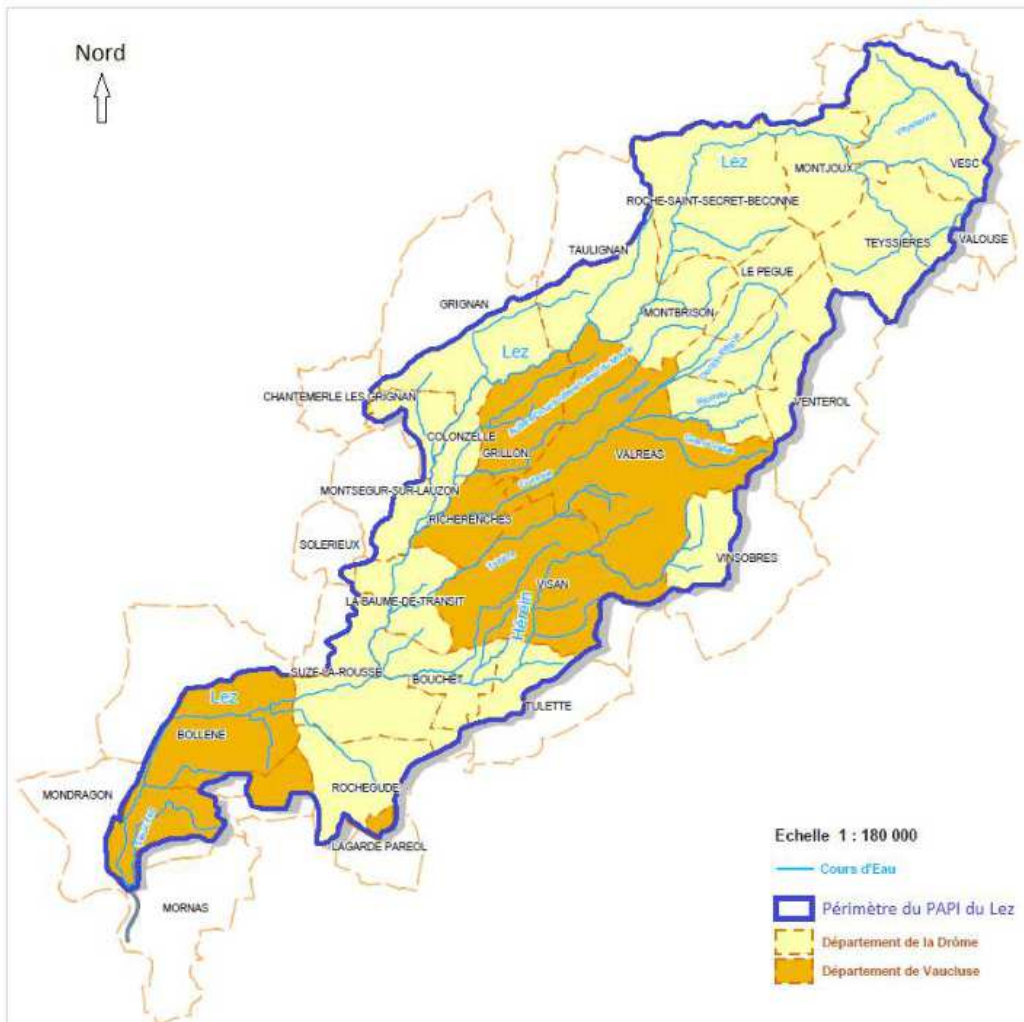 Nord
Veyssanne
Lez
MONTJOUX
VESC
ROCHE-SAINT-SECRET-BECONNE
TEYSSIERES
VALOUSE
TAULIGNAN
LE PEGUE
GRIGNAN
MONTBRISON
Lez
CHANTEMERLE LES GRIGNAN
VENTEROL
COLONZELLE
GRILLON
VALREAS
MONTSEGUR-SUR-LAUZON
RICHERENCHES
SOLERIEUX
VINSOBRES
VISAN
LA BAUME-DE-TRANSIT
Hérein
SUZE-LA-ROUSSE
BOUCHET
Lez
TULETTE
BOLLENE
ROCHEGUDE
MONDRAGON
LAGARDE PAREOL
MORNAS
Echelle 1 : 180 000
Cours d'Eau
Périmètre du PAPI du Lez
Département de la Drôme
Département de Vaucluse